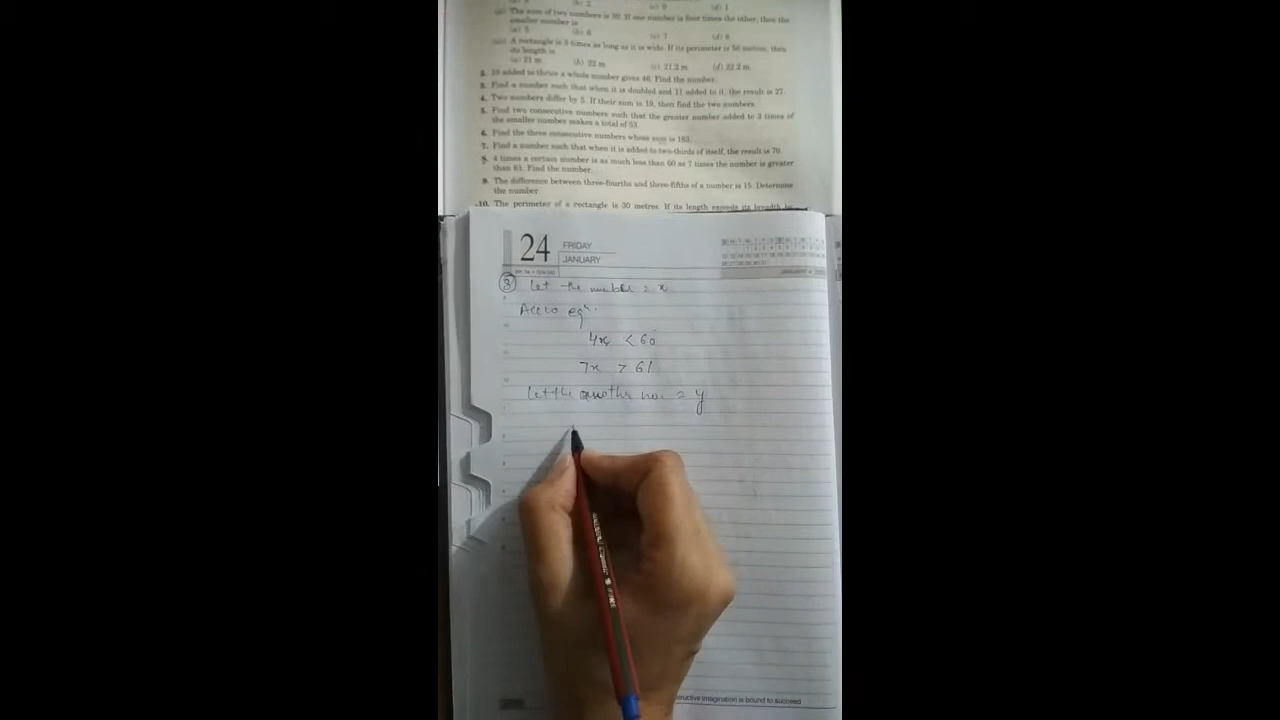 (b) 2 (c) 0 (d) 1
The sum of two numbers is 30. If one number is four times the other, then the
smaller number is
(a) 5 (b) 6 (c) 7 (d) 8
A rectangle is 3 times as long as it is wide. If its perimeter is 56 metres, then
its length is
(a) 21 m (b) 22 m (c) 21.2 m (d) 22.2 m
2. 10 added to thrice a whole number gives 46. Find the number.
3. Find a number such that when it is doubled and 11 added to it, the result is 27.
4. Two numbers differ by 5. If their sum is 19, then find the two numbers.
5. Find two consecutive numbers such that the greater number added to 3 times of
the smaller number makes a total of 53.
6. Find the three consecutive numbers whose sum is 183.
7. Find a number such that when it is added to two-thirds of itself, the result is 70.
8. 4 times a certain number is as much less than 60 as 7 times the number is greater
than 61. Find the number.
9. The difference between three-fourths and three-fifths of a number is 15. Determine
the number.
10. The perimeter of a rectangle is 30 metres. If its length exceeds its breadth by
24 FRIDAY
JANUARY
8 Let the number = x
Acc to eqn.
4x < 60
7x > 61
Let the another no. = y
structive imagination is bound to succeed